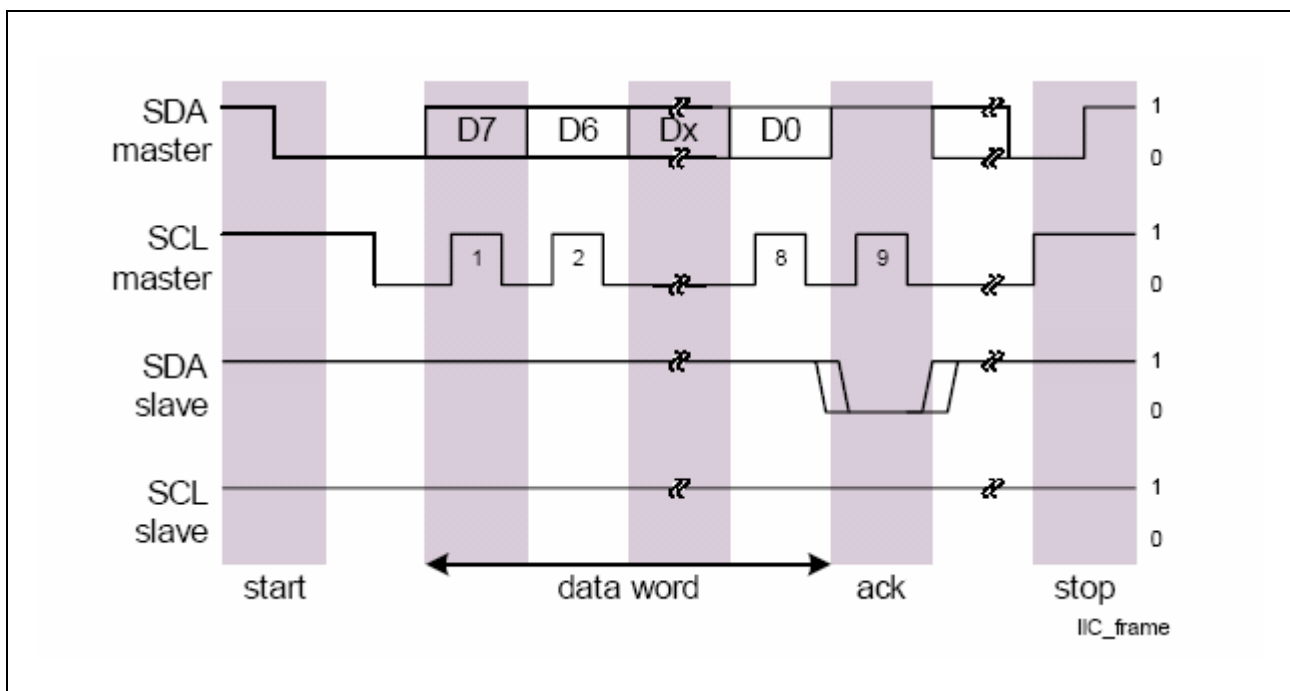 SDA master D7 D6 Dx D0 1 0
SCL master 1 2 8 9 1 0
SDA slave 1 0
SCL slave 1 0
start data word ack stop
IIC_frame